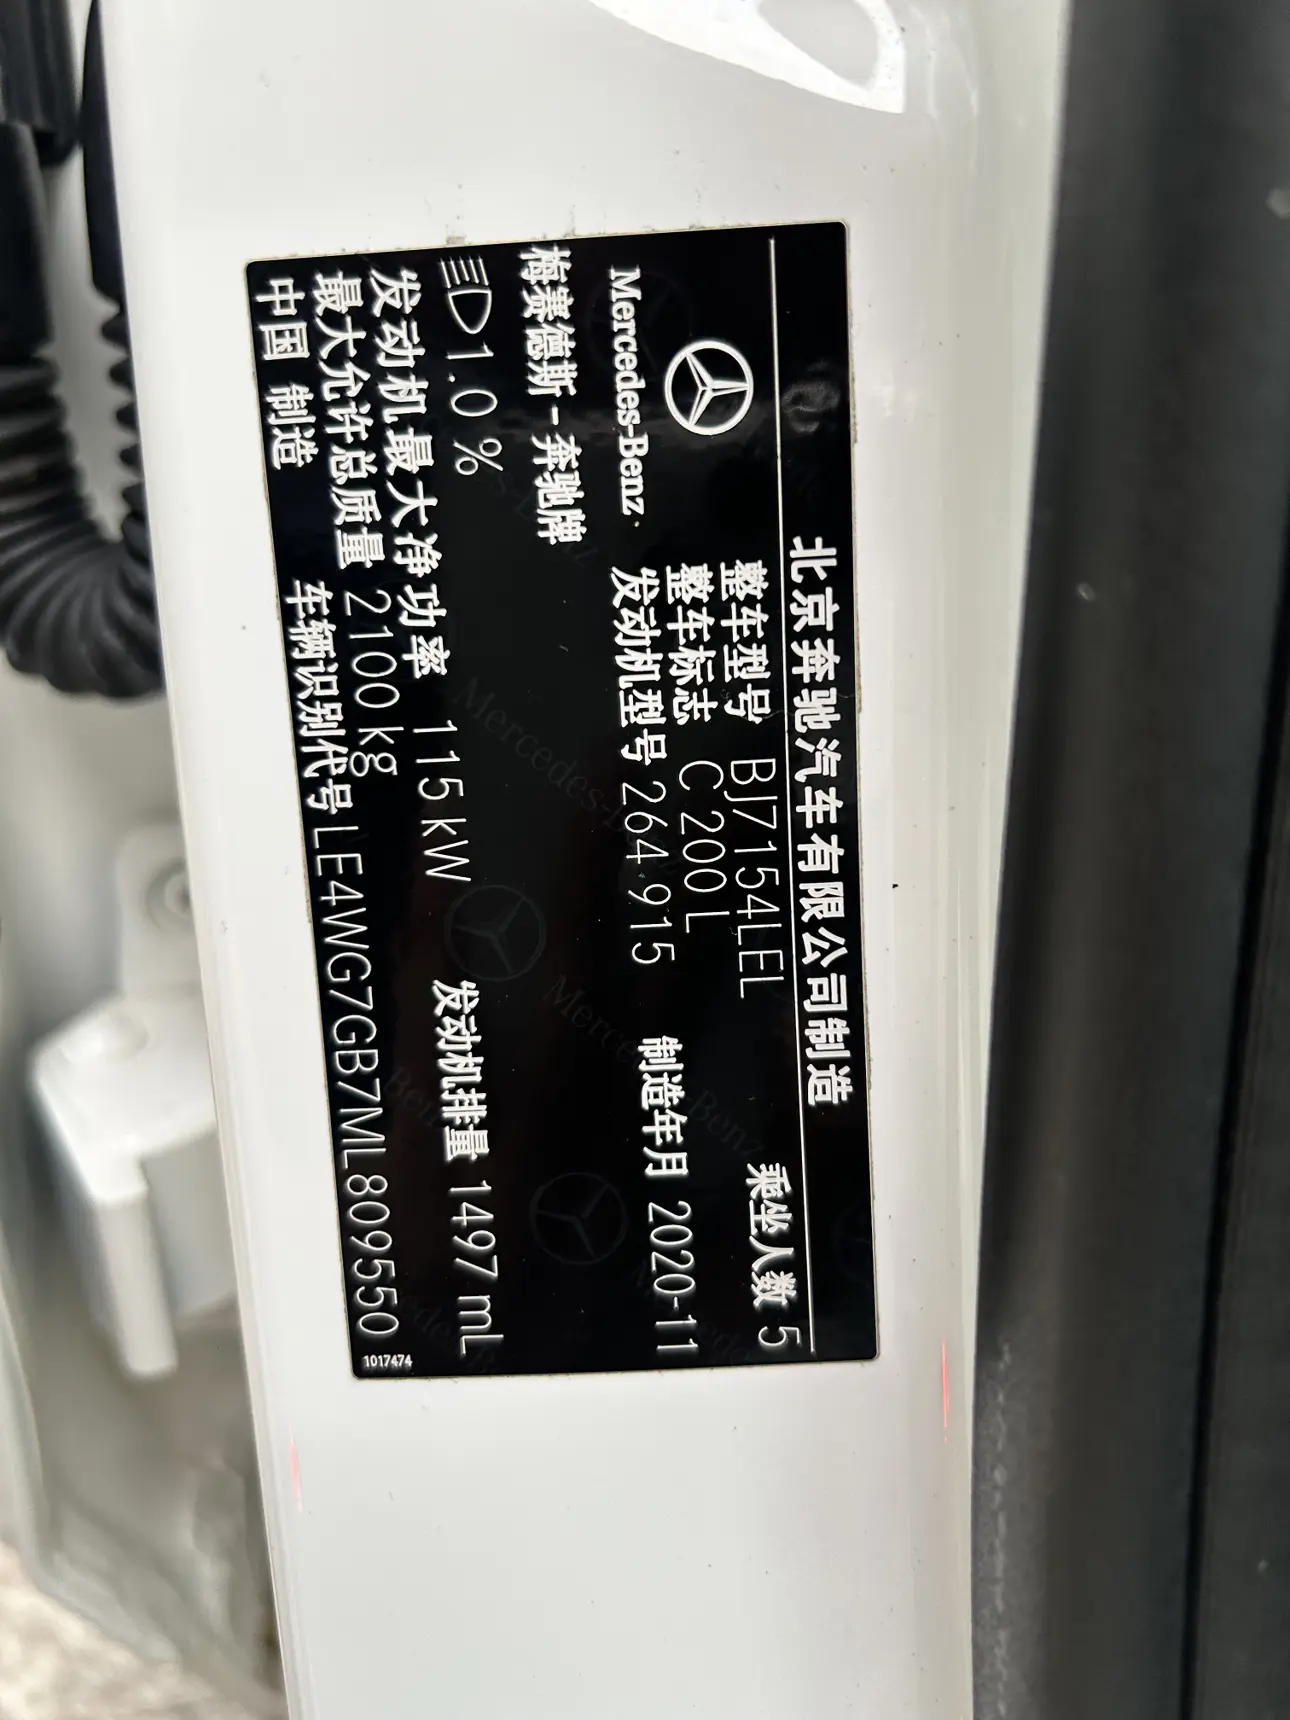 北京奔驰汽车有限公司制造
Mercedes-Benz
整车型号 BJ7154LEL 乘坐人数 5
整车标志 C 200 L
发动机型号 264 915 制造年月 2020-11
梅赛德斯-奔驰牌
1.0 %
发动机最大净功率 115 kW 发动机排量 1497 mL
最大允许总质量 2100 kg
中国 制造 车辆识别代号 LE4WG7GB7ML809550
1017474